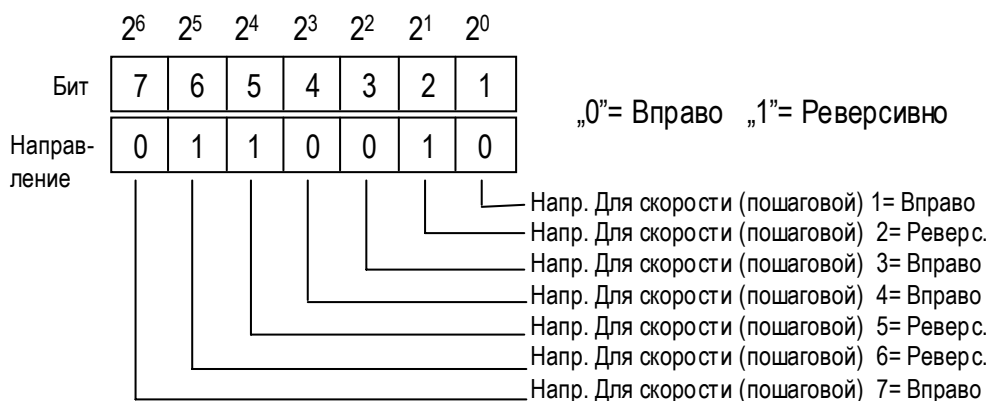 2⁶ 2⁵ 2⁴ 2³ 2² 2¹ 2⁰
Бит 7 6 5 4 3 2 1
„0”= Вправо „1”= Реверсивно
Направ-
ление
0 1 1 0 0 1 0
Напр. Для скорости (пошаговой) 1= Вправо
Напр. Для скорости (пошаговой) 2= Реверс.
Напр. Для скорости (пошаговой) 3= Вправо
Напр. Для скорости (пошаговой) 4= Вправо
Напр. Для скорости (пошаговой) 5= Реверс.
Напр. Для скорости (пошаговой) 6= Реверс.
Напр. Для скорости (пошаговой) 7= Вправо